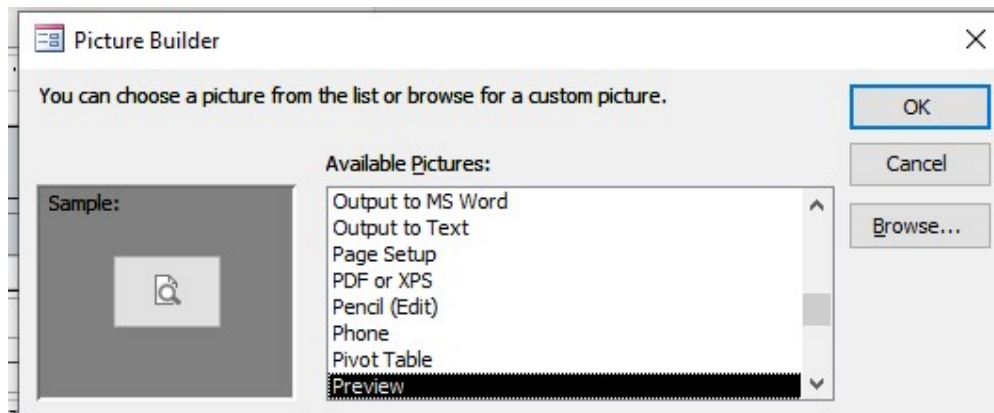 Picture Builder
You can choose a picture from the list or browse for a custom picture.
OK
Available Pictures:
Cancel
Sample:
Output to MS Word
Output to Text
Browse...
Page Setup
PDF or XPS
Pencil (Edit)
Phone
Pivot Table
Preview